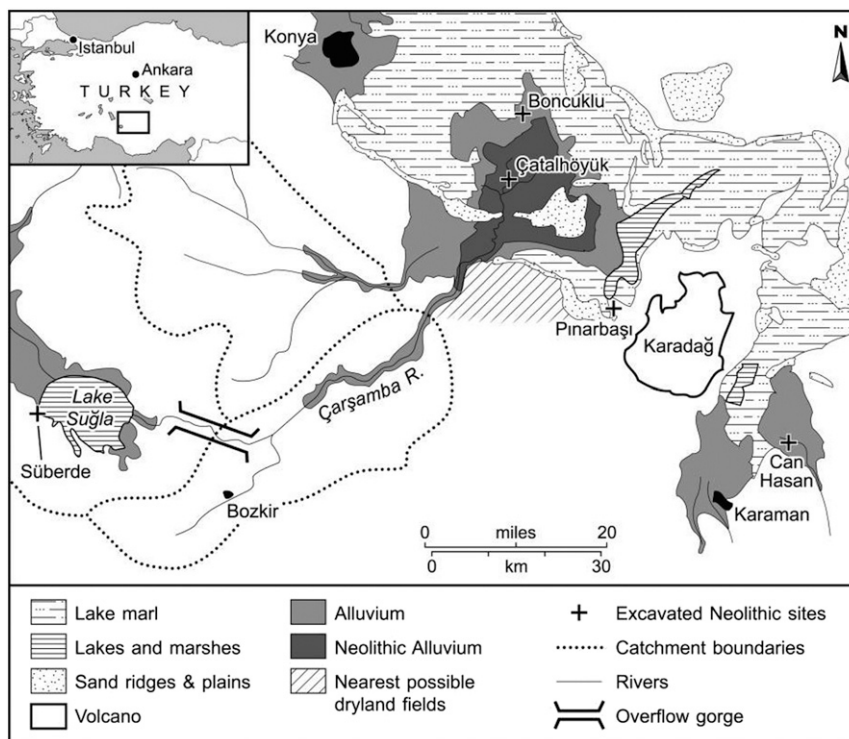 Istanbul
Ankara
TURKEY
Konya
N
Boncuklu
Çatalhöyük
Pınarbaşı
Karadağ
Çarşamba R.
Lake
Suğla
Süberde
Bozkir
Can
Hasan
Karaman
0 miles 20
0 km 30
Lake marl
Lakes and marshes
Sand ridges & plains
Volcano
Alluvium
Neolithic Alluvium
Nearest possible
dryland fields
Excavated Neolithic sites
Catchment boundaries
Rivers
Overflow gorge